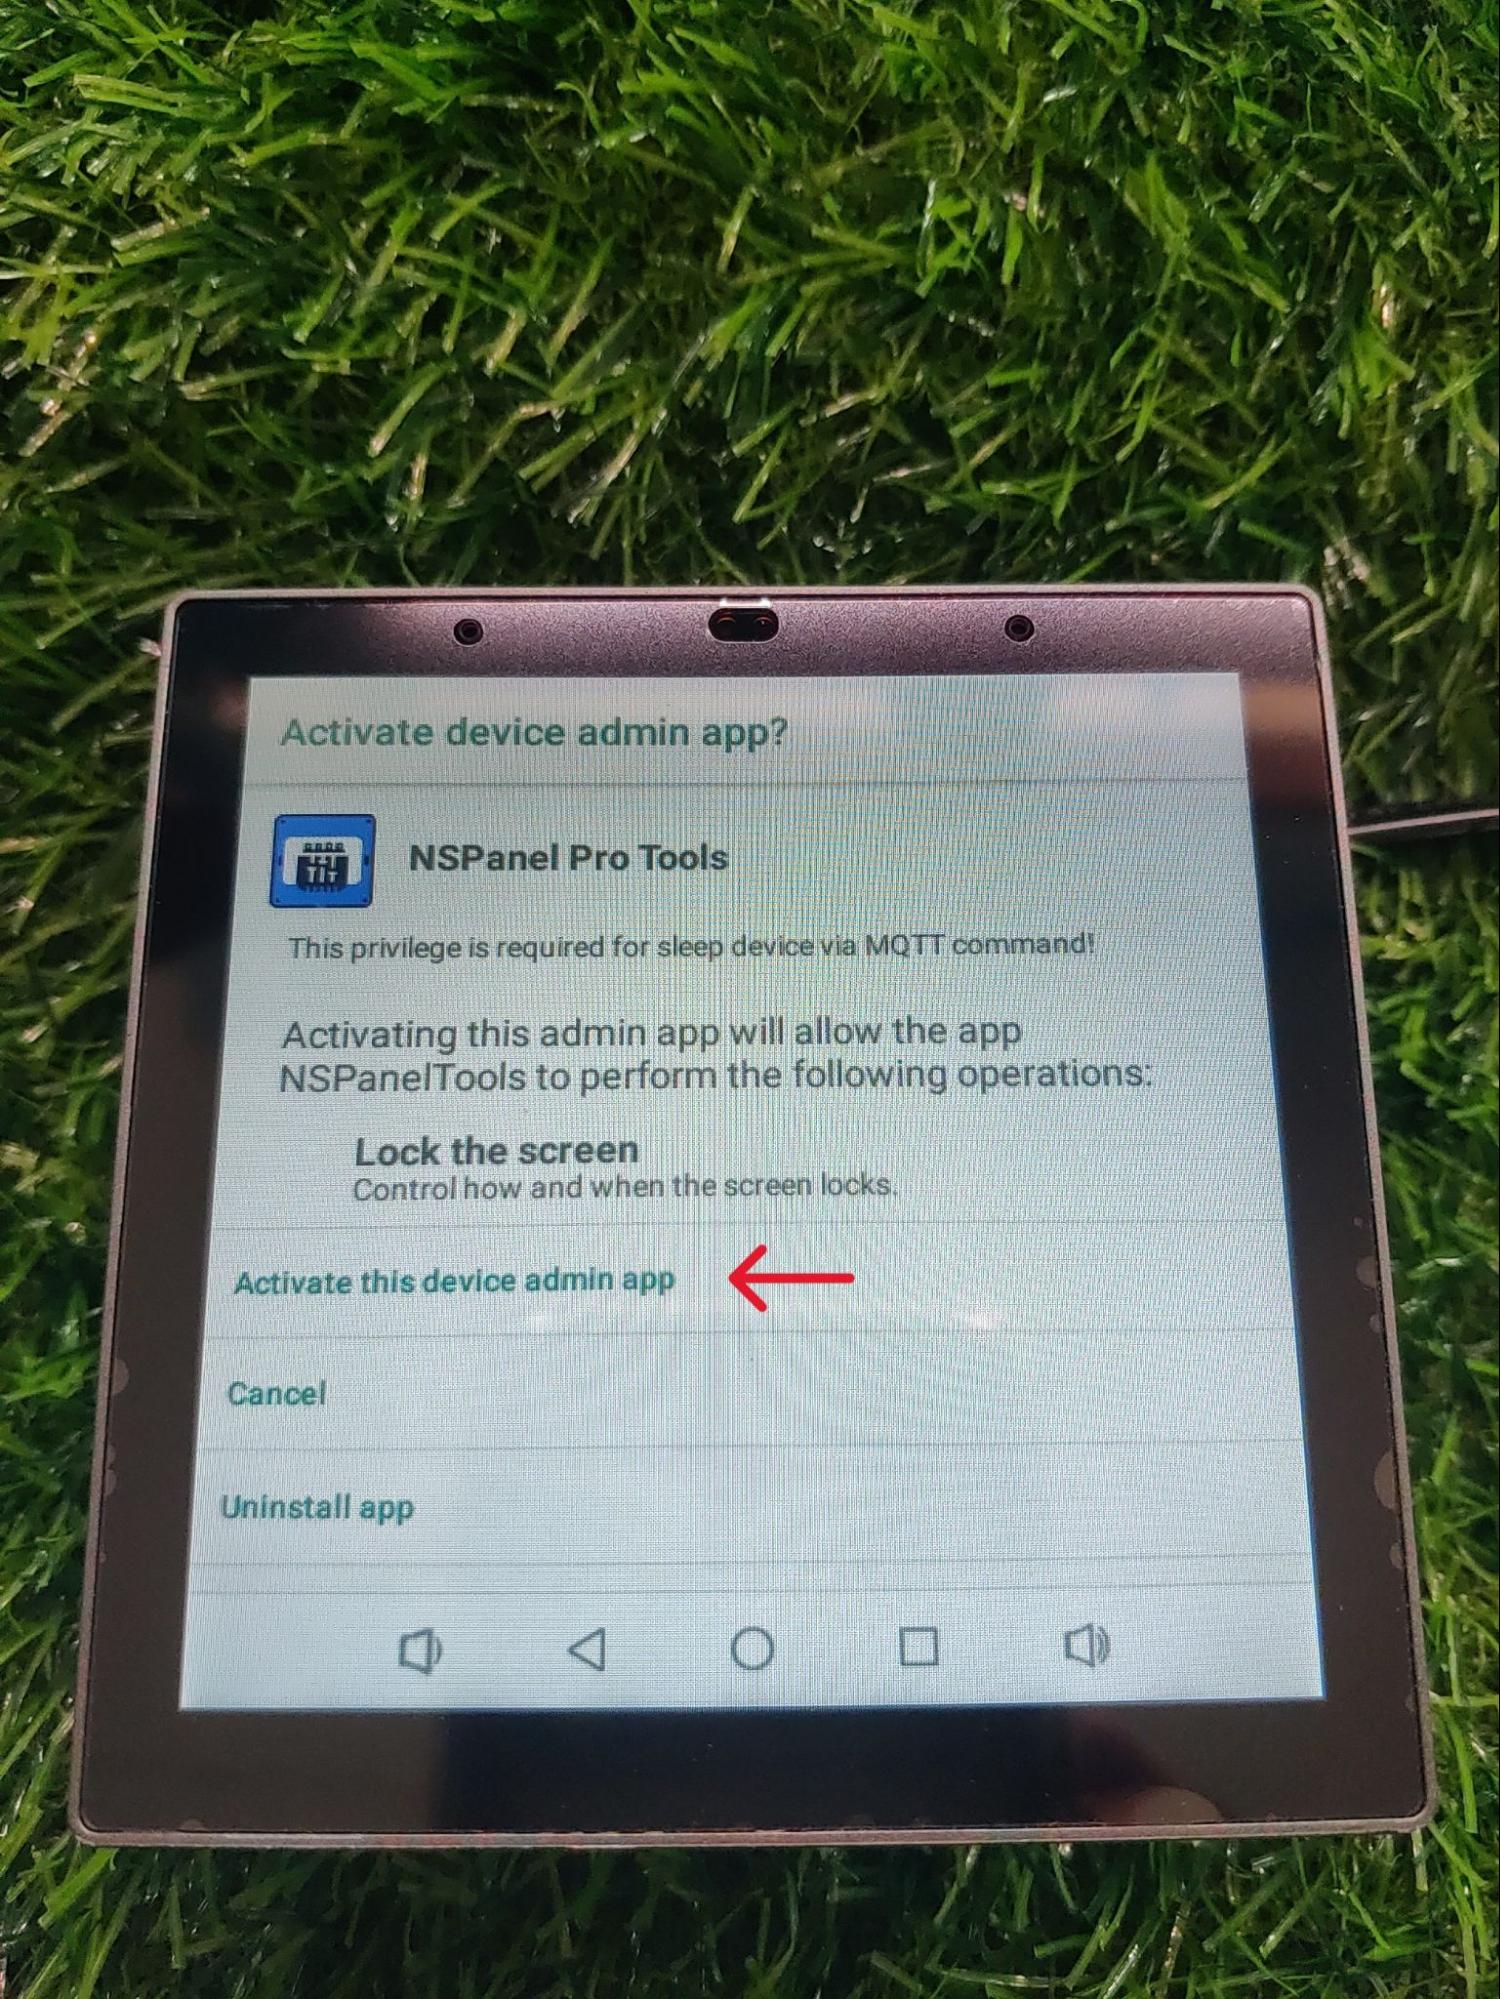 Activate device admin app?
NSPanel Pro Tools
This privilege is required for sleep device via MQTT command!
Activating this admin app will allow the app
NSPanelTools to perform the following operations:
Lock the screen
Control how and when the screen locks.
Activate this device admin app
Cancel
Uninstall app